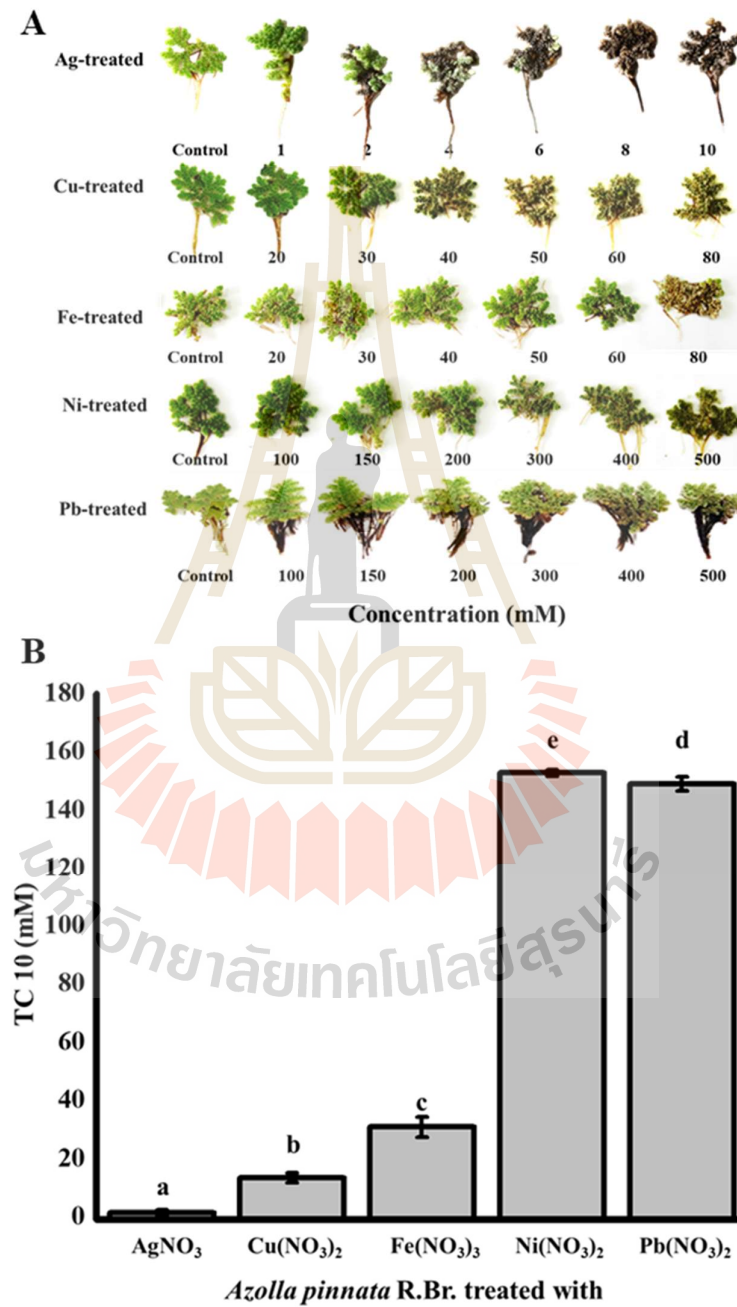 A
Ag-treated
Control 1 2 4 6 8 10
Cu-treated
Control 20 30 40 50 60 80
Fe-treated
Control 20 30 40 50 60 80
Ni-treated
Control 100 150 200 300 400 500
Pb-treated
Control 100 150 200 300 400 500
Concentration (mM)
B
180
160
140
120
100
80
60
40
20
0
TC 10 (mM)
a
b
c
e
d
AgNO₃ Cu(NO₃)₂ Fe(NO₃)₃ Ni(NO₃)₂ Pb(NO₃)₂
Azolla pinnata R.Br. treated with
มหาวิทยาลัยเทคโนโลยีสุรนารี